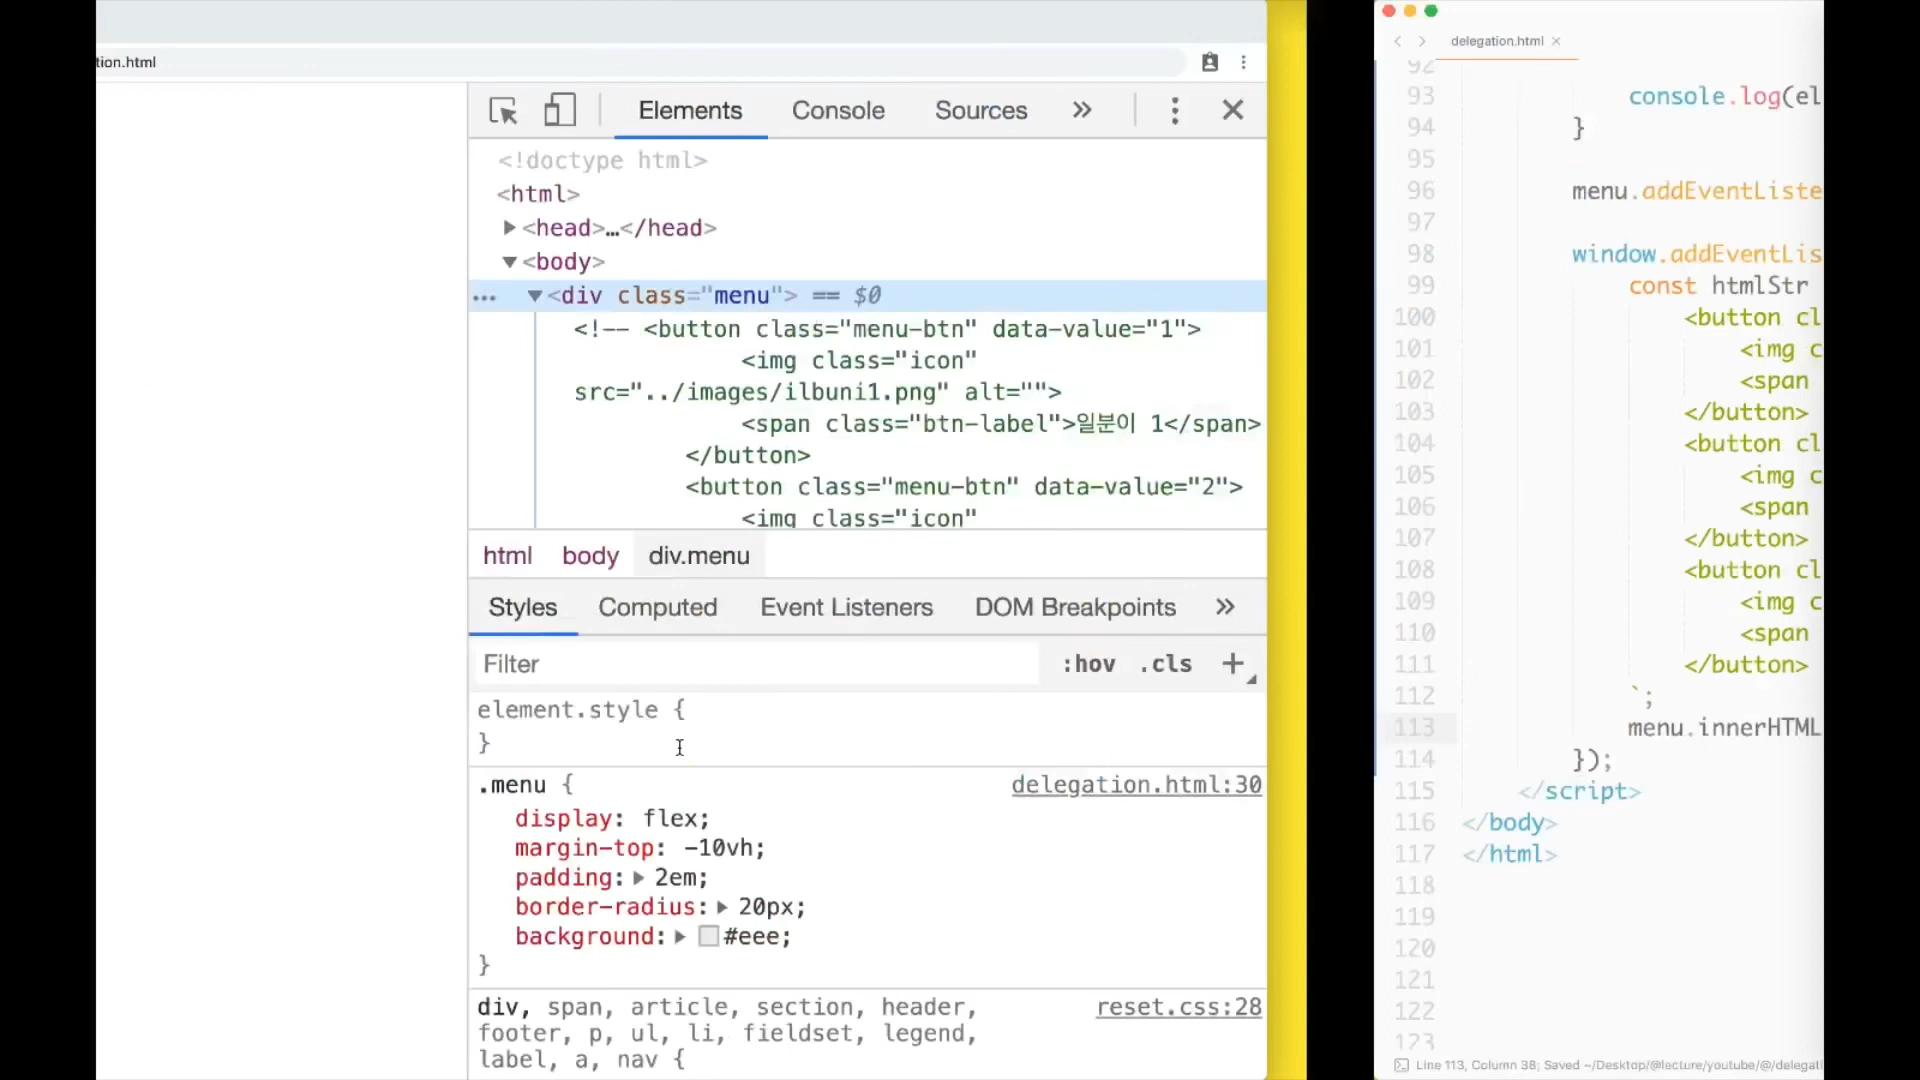 tion.html
Elements Console Sources »
<!doctype html>
<html>
<head>…</head>
<body>
… <div class="menu"> == $0
<!-- <button class="menu-btn" data-value="1">
<img class="icon"
src="../images/ilbuni1.png" alt="">
<span class="btn-label">일분이 1</span>
</button>
<button class="menu-btn" data-value="2">
<img class="icon"
html body div.menu
Styles Computed Event Listeners DOM Breakpoints »
Filter :hov .cls +
element.style {
}
.menu { delegation.html:30
display: flex;
margin-top: -10vh;
padding: 2em;
border-radius: 20px;
background: #eee;
}
div, span, article, section, header, reset.css:28
footer, p, ul, li, fieldset, legend,
label, a, nav {
delegation.html
92
93 console.log(el
94 }
95
96 menu.addEventListe
97
98 window.addEventLis
99 const htmlStr
100 <button cl
101 <img c
102 <span
103 </button>
104 <button cl
105 <img c
106 <span
107 </button>
108 <button cl
109 <img c
110 <span
111 </button>
112 `;
113 menu.innerHTML
114 });
115 </script>
116 </body>
117 </html>
118
119
120
121
122
123
Line 113, Column 38; Saved ~/Desktop/@lecture/youtube/@/delegati